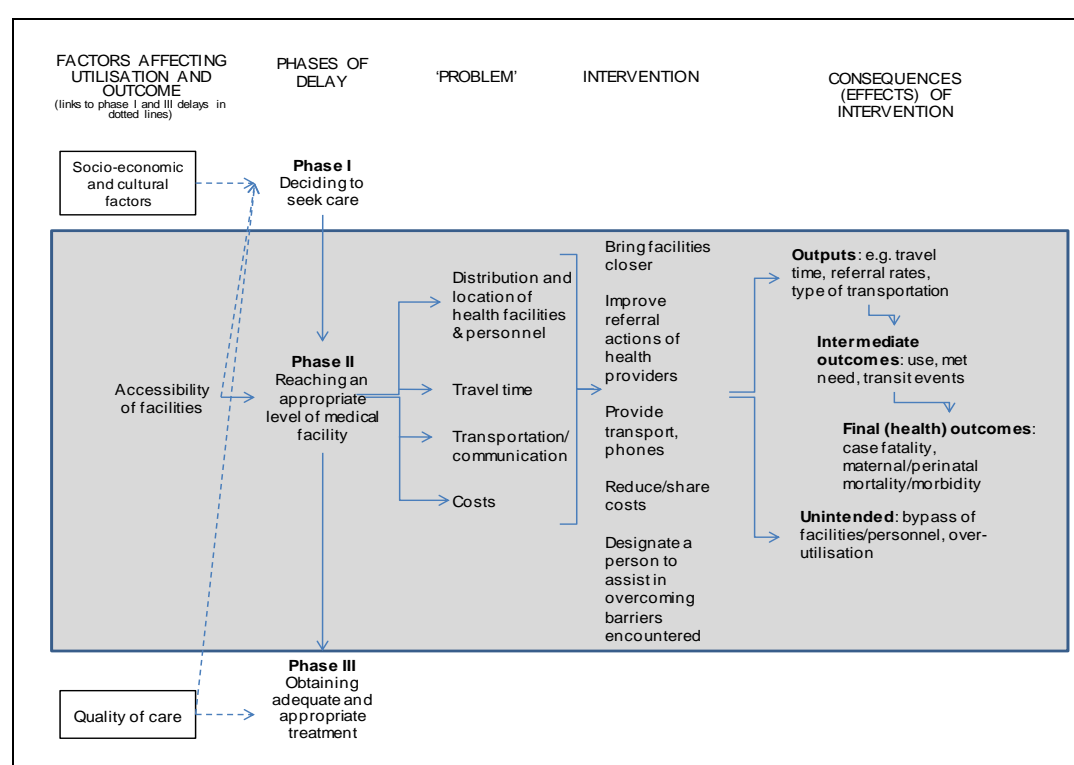 FACTORS AFFECTING
UTILISATION AND
OUTCOME
(links to phase I and III delays in
dotted lines)
PHASES OF
DELAY
‘PROBLEM’
INTERVENTION
CONSEQUENCES
(EFFECTS) OF
INTERVENTION
Socio-economic
and cultural
factors
Phase I
Deciding to
seek care
Accessibility
of facilities
Phase II
Reaching an
appropriate
level of medical
facility
Distribution and
location of
health facilities
& personnel
Travel time
Transportation/
communication
Costs
Bring facilities
closer
Improve
referral
actions of
health
providers
Provide
transport,
phones
Reduce/share
costs
Designate a
person to
assist in
overcoming
barriers
encountered
Outputs: e.g. travel
time, referral rates,
type of transportation
Intermediate
outcomes: use, met
need, transit events
Final (health) outcomes:
case fatality,
maternal/perinatal
mortality/morbidity
Unintended: bypass of
facilities/personnel, over-
utilisation
Quality of care
Phase III
Obtaining
adequate and
appropriate
treatment